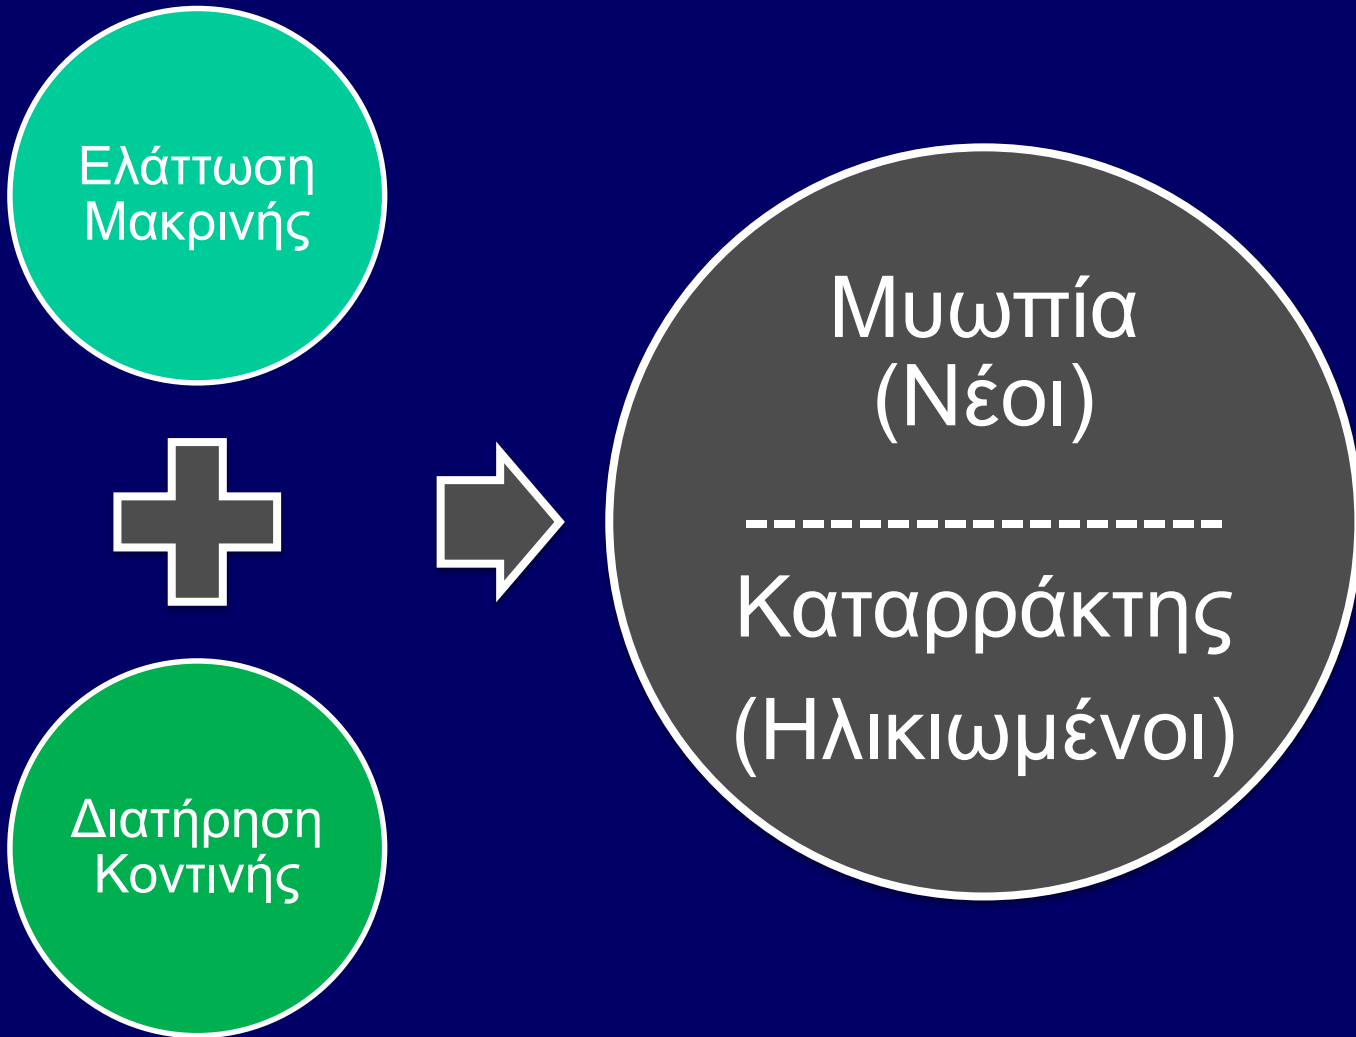 Ελάττωση
Μακρινής
Διατήρηση
Κοντινής
Μυωπία
(Νέοι)
-----------------
Καταρράκτης
(Ηλικιωμένοι)